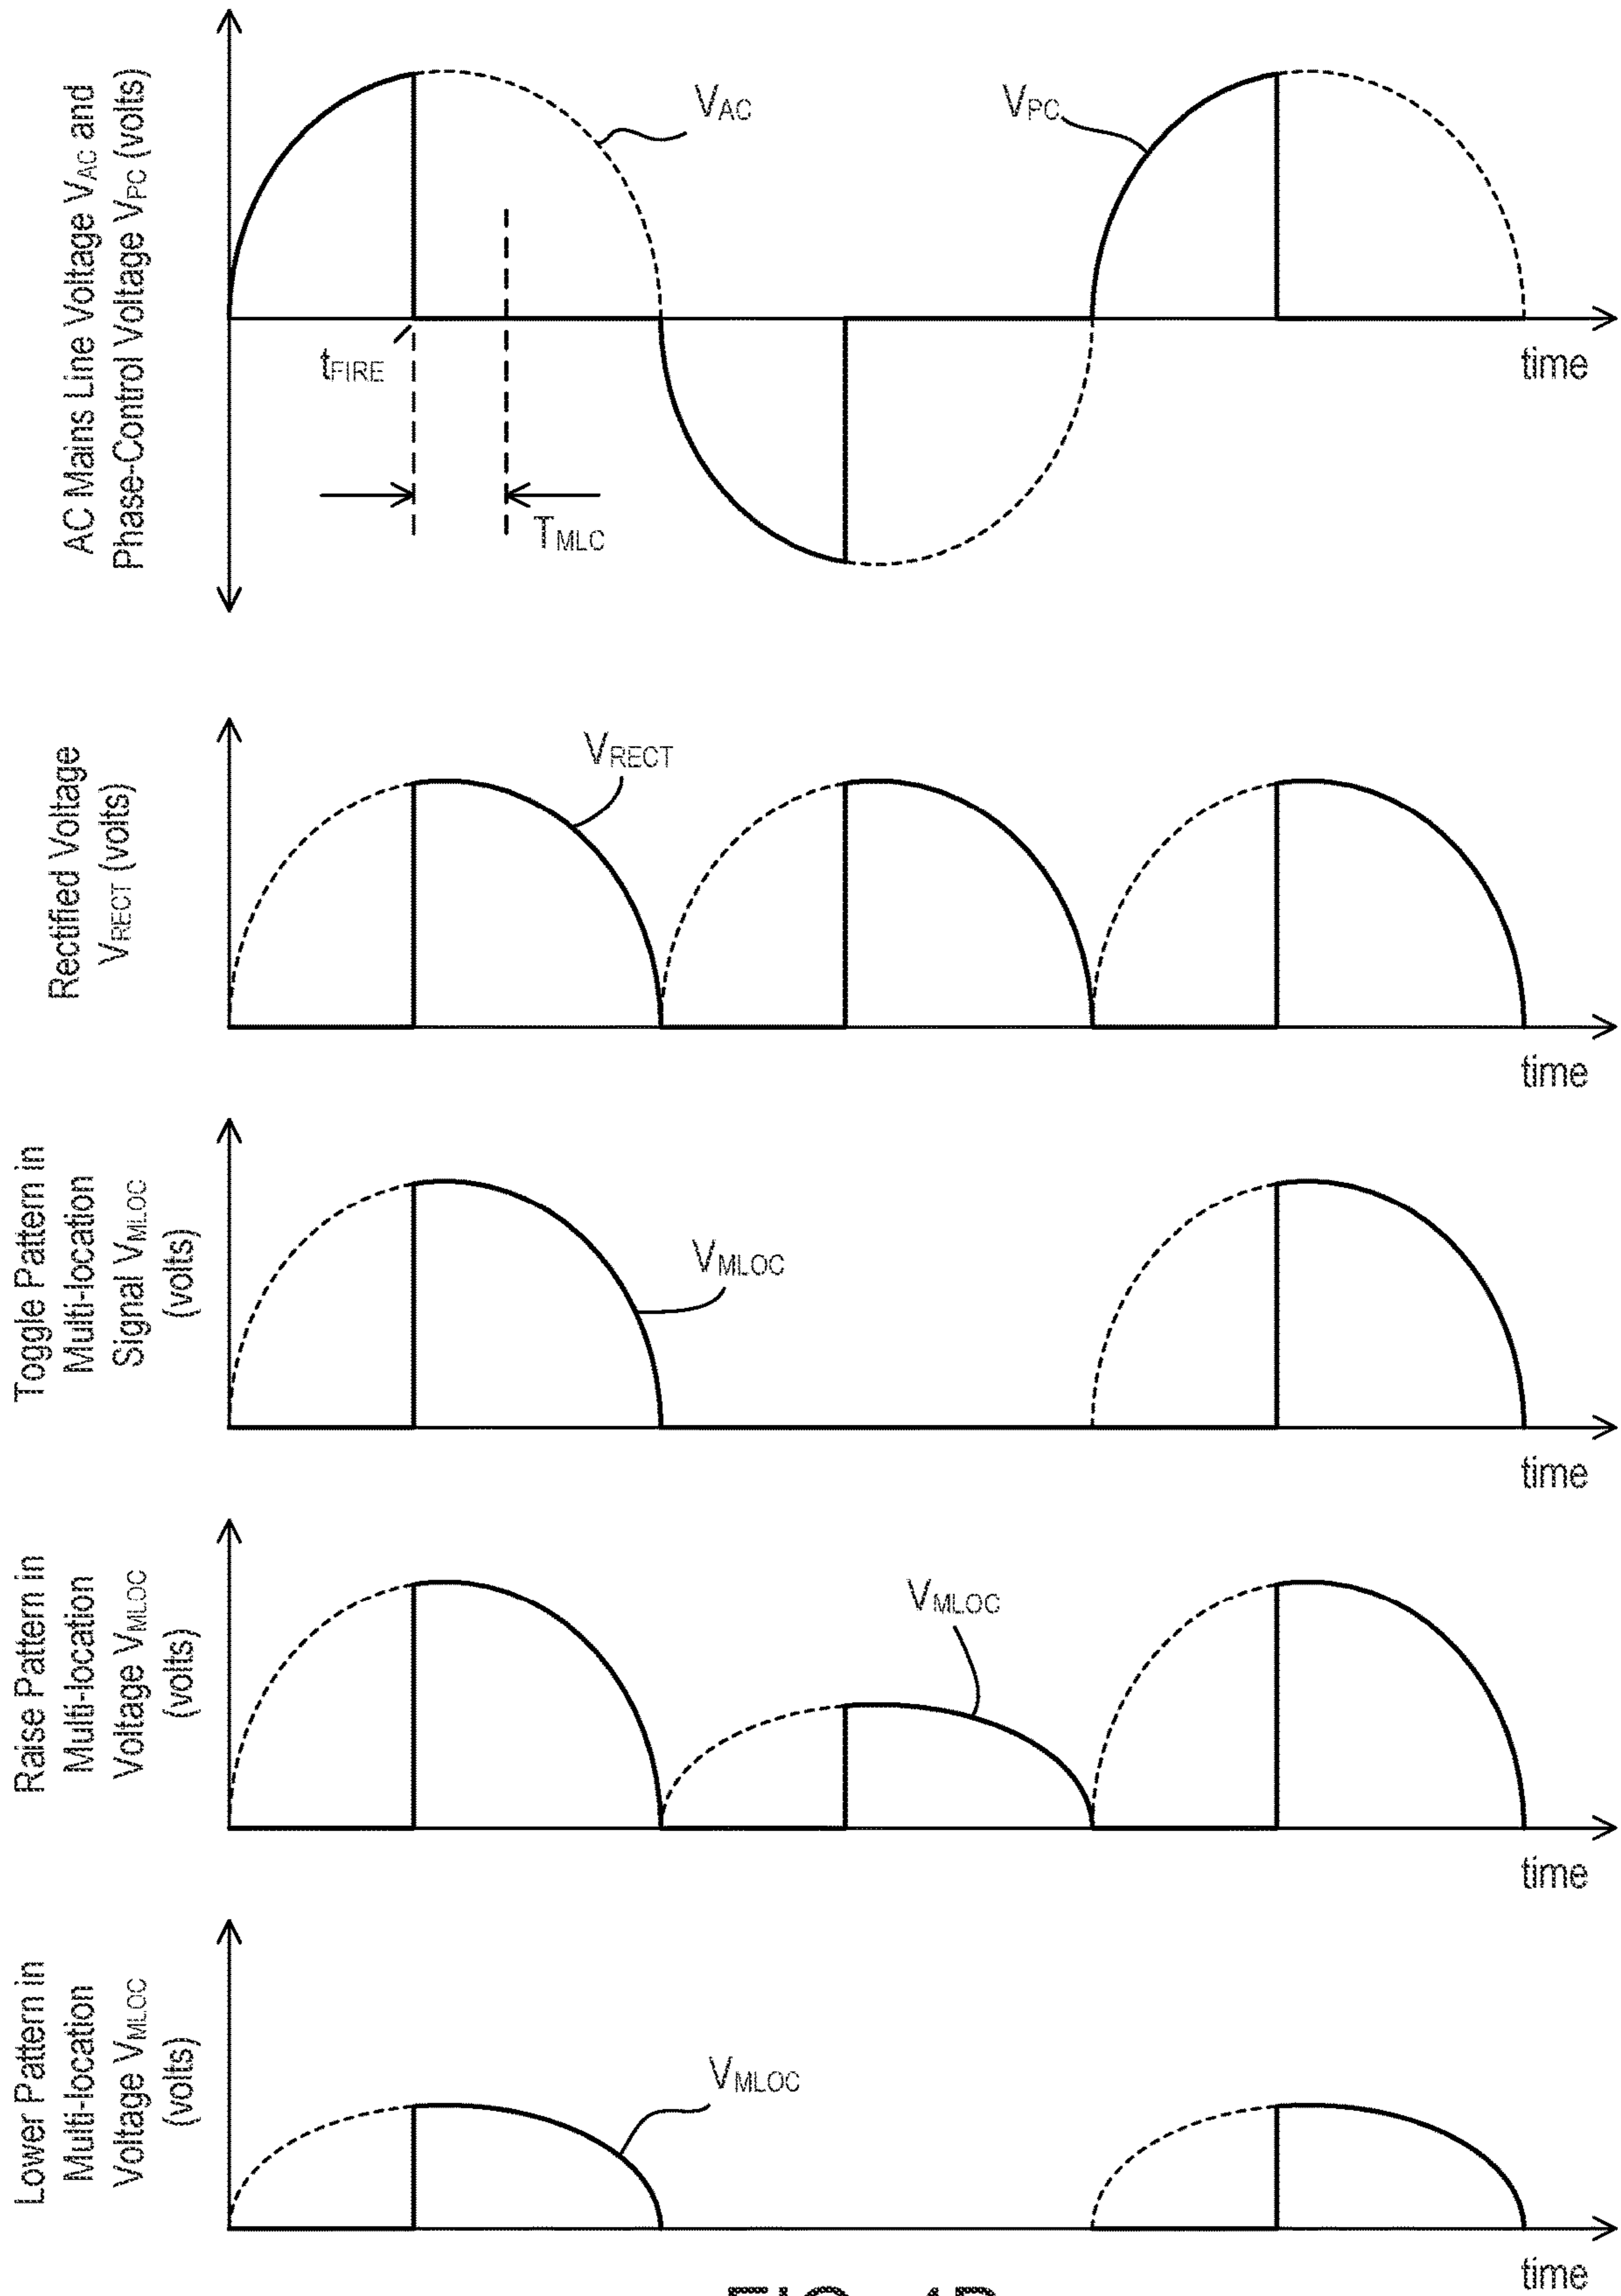 AC Mains Line Voltage VAC and
Phase-Control Voltage VPC (volts)
VAC
VPC
tFIRE
TMLC
time
Rectified Voltage
VRECT (volts)
VRECT
time
Toggle Pattern in
Multi-location
Signal VMLOC
(volts)
VMLOC
time
Raise Pattern in
Multi-location
Voltage VMLOC
(volts)
VMLOC
time
Lower Pattern in
Multi-location
Voltage VMLOC
(volts)
VMLOC
time